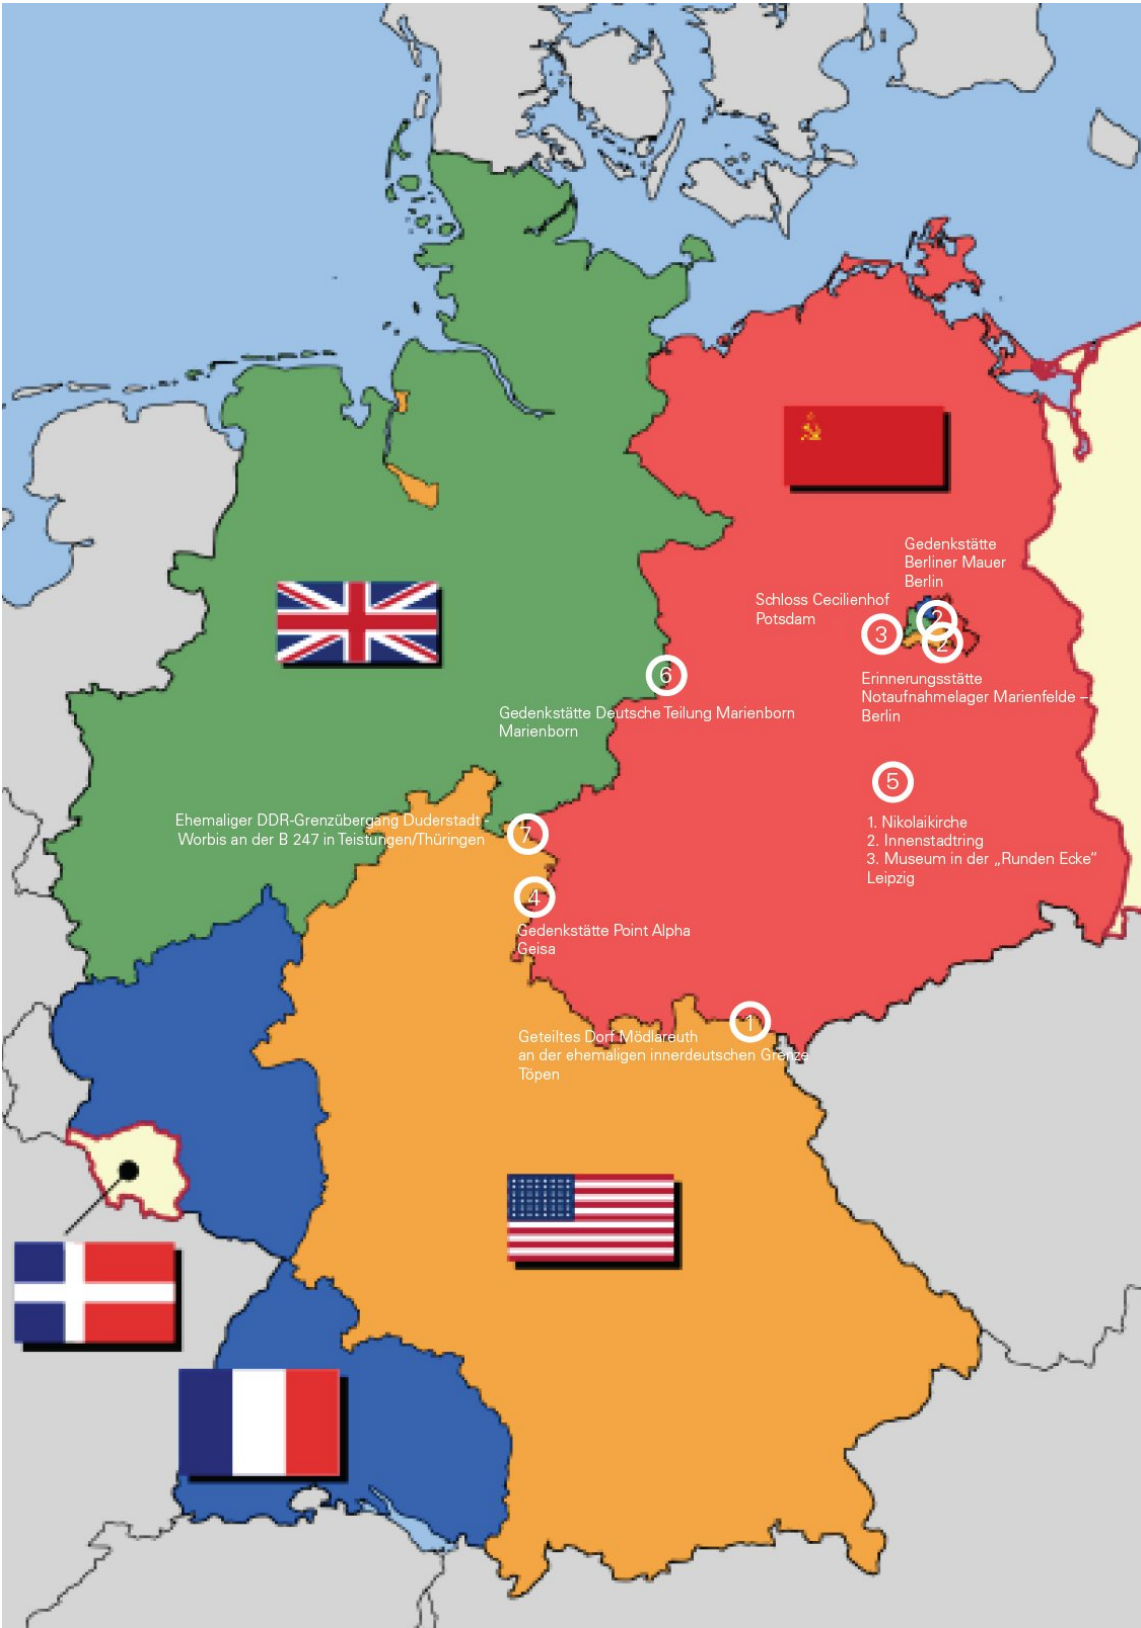 Gedenkstätte
Berliner Mauer
Berlin
Schloss Cecilienhof
Potsdam
2
3
2
6
Erinnerungsstätte
Notaufnahmelager Marienfelde –
Berlin
Gedenkstätte Deutsche Teilung Marienborn
Marienborn
5
Ehemaliger DDR-Grenzübergang Duderstadt -
Worbis an der B 247 in Teistungen/Thüringen
7
1. Nikolaikirche
2. Innenstadtring
3. Museum in der „Runden Ecke“
Leipzig
4
Gedenkstätte Point Alpha
Geisa
1
Geteiltes Dorf Mödlareuth
an der ehemaligen innerdeutschen Grenze
Töpen